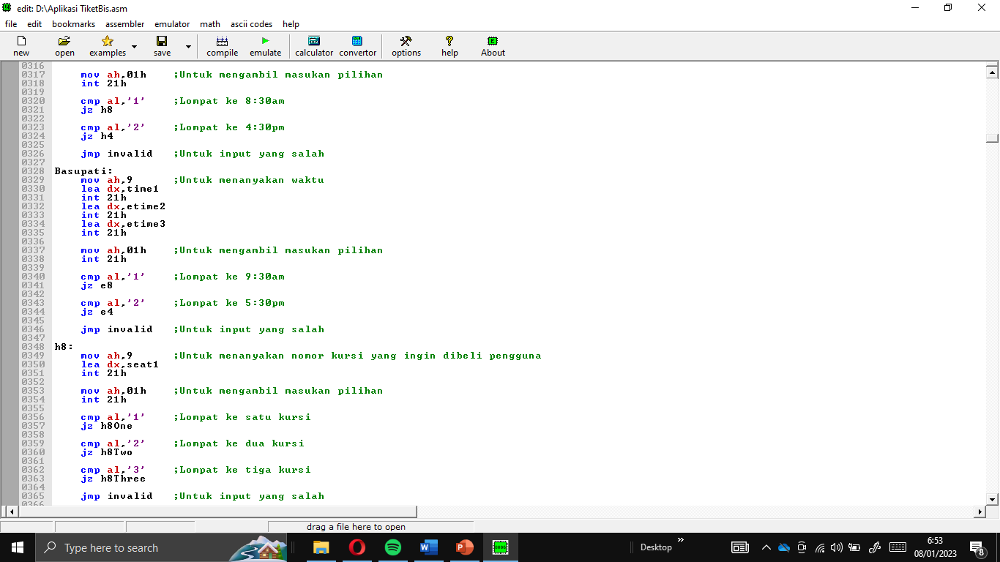 edit: D:\Aplikasi TiketBis.asm
file edit bookmarks assembler emulator math ascii codes help
new open examples save compile emulate calculator convertor options help About
0316
0317 mov ah,01h ;Untuk mengambil masukan pilihan
0318 int 21h
0319
0320 cmp al,'1' ;Lompat ke 8:30am
0321 jz h8
0322
0323 cmp al,'2' ;Lompat ke 4:30pm
0324 jz h4
0325
0326 jmp invalid ;Untuk input yang salah
0327
0328 Basupati:
0329 mov ah,9 ;Untuk menanyakan waktu
0330 lea dx,time1
0331 int 21h
0332 lea dx,etime2
0333 int 21h
0334 lea dx,etime3
0335 int 21h
0336
0337 mov ah,01h ;Untuk mengambil masukan pilihan
0338 int 21h
0339
0340 cmp al,'1' ;Lompat ke 9:30am
0341 jz e8
0342
0343 cmp al,'2' ;Lompat ke 5:30pm
0344 jz e4
0345
0346 jmp invalid ;Untuk input yang salah
0347
0348 h8:
0349 mov ah,9 ;Untuk menanyakan nomor kursi yang ingin dibeli pengguna
0350 lea dx,seat1
0351 int 21h
0352
0353 mov ah,01h ;Untuk mengambil masukan pilihan
0354 int 21h
0355
0356 cmp al,'1' ;Lompat ke satu kursi
0357 jz h8One
0358
0359 cmp al,'2' ;Lompat ke dua kursi
0360 jz h8Two
0361
0362 cmp al,'3' ;Lompat ke tiga kursi
0363 jz h8Three
0364
0365 jmp invalid ;Untuk input yang salah
0366
drag a file here to open
Type here to search
Desktop
6:53
08/01/2023
8